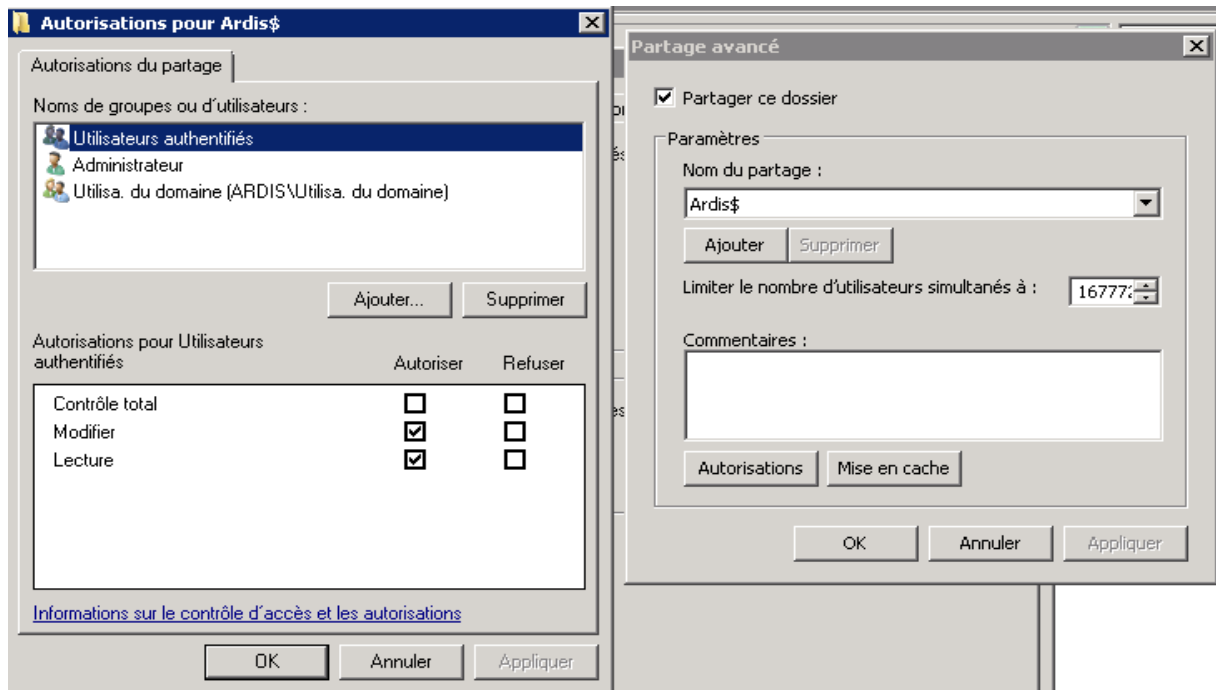 Autorisations pour Ardis$
Autorisations du partage
Noms de groupes ou d'utilisateurs :
Utilisateurs authentifiés
Administrateur
Utilisa. du domaine (ARDIS\Utilisa. du domaine)
Ajouter...
Supprimer
Autorisations pour Utilisateurs
authentifiés
Autoriser
Refuser
Contrôle total
Modifier
Lecture
Informations sur le contrôle d'accès et les autorisations
OK
Annuler
Appliquer
Partage avancé
Partager ce dossier
Paramètres
Nom du partage :
Ardis$
Ajouter
Supprimer
Limiter le nombre d'utilisateurs simultanés à :
Commentaires :
Autorisations
Mise en cache
OK
Annuler
Appliquer